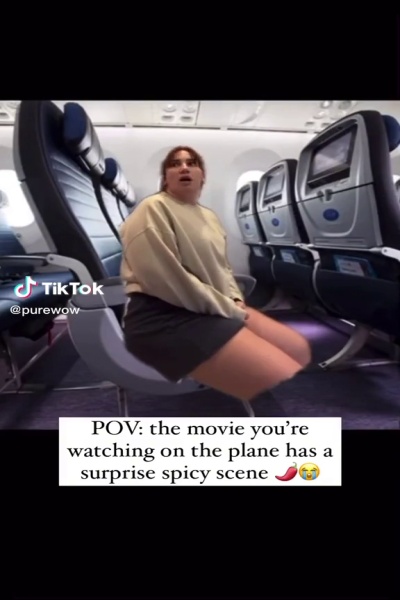 TikTok
@purewow
POV: the movie you're
watching on the plane has a
surprise spicy scene 🌶️😭